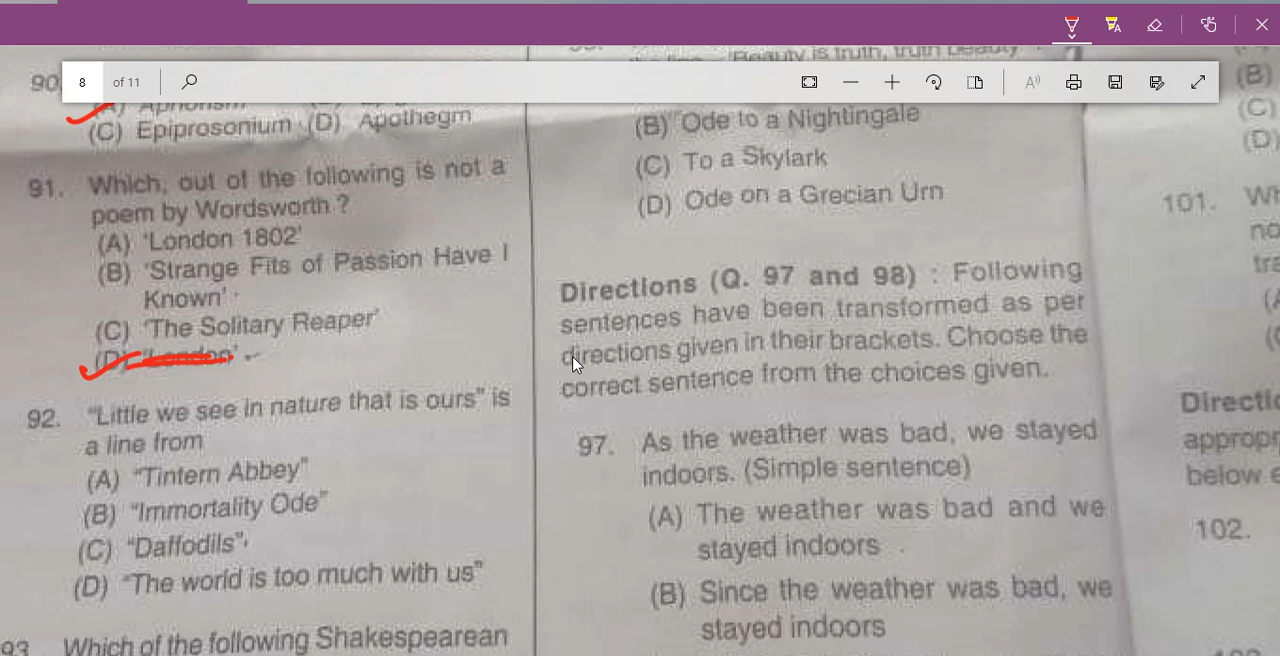 8 of 11
90.
(A) Aphorism
(C) Epiprosonium (D) Apothegm
91. Which, out of the following is not a
poem by Wordsworth ?
(A) 'London 1802'
(B) 'Strange Fits of Passion Have I
Known'
(C) 'The Solitary Reaper'
(D) 'London'
92. "Little we see in nature that is ours" is
a line from
(A) "Tintern Abbey"
(B) "Immortality Ode"
(C) "Daffodils"
(D) "The world is too much with us"
93 Which of the following Shakespearean
"Beauty is truth, truth beauty"
(B) Ode to a Nightingale
(C) To a Skylark
(D) Ode on a Grecian Urn
Directions (Q. 97 and 98) : Following
sentences have been transformed as per
directions given in their brackets. Choose the
correct sentence from the choices given.
97. As the weather was bad, we stayed
indoors. (Simple sentence)
(A) The weather was bad and we
stayed indoors
(B) Since the weather was bad, we
stayed indoors
(B)
(C)
(D)
101.
102.